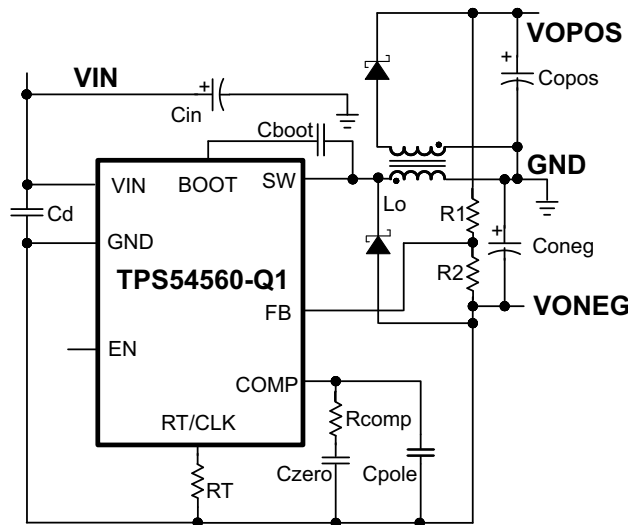 VOPOS
VIN
Copos
Cin
Cboot
GND
VIN
BOOT
SW
Lo
R1
Cd
GND
Coneg
TPS54560-Q1
R2
FB
VONEG
EN
COMP
RT/CLK
Rcomp
Czero
Cpole
RT
+
+
+